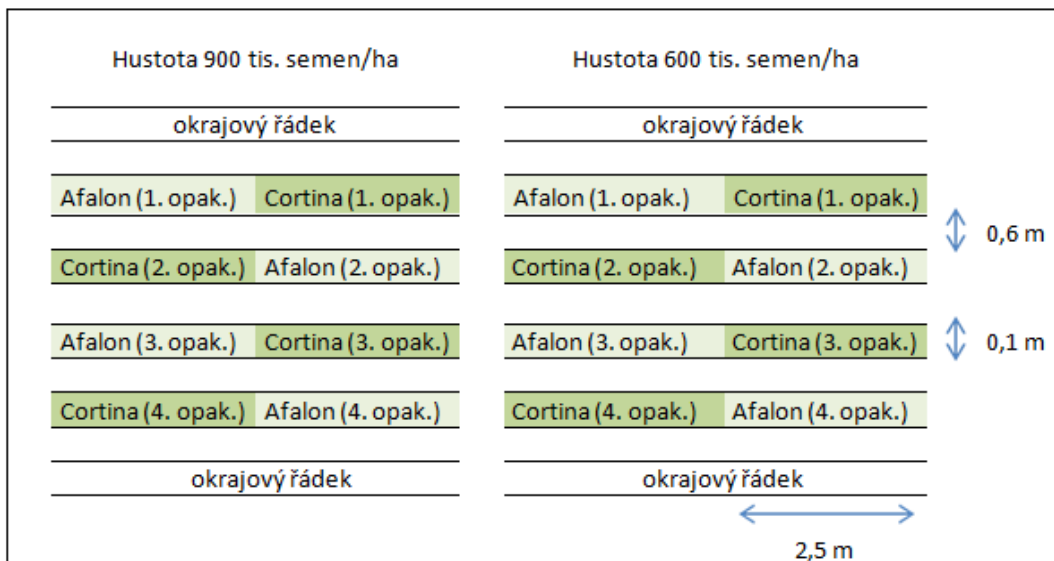 Hustota 900 tis. semen/ha
Hustota 600 tis. semen/ha
okrajový řádek
okrajový řádek
Afalon (1. opak.)
Cortina (1. opak.)
Afalon (1. opak.)
Cortina (1. opak.)
0,6 m
Cortina (2. opak.)
Afalon (2. opak.)
Cortina (2. opak.)
Afalon (2. opak.)
Afalon (3. opak.)
Cortina (3. opak.)
Afalon (3. opak.)
Cortina (3. opak.)
0,1 m
Cortina (4. opak.)
Afalon (4. opak.)
Cortina (4. opak.)
Afalon (4. opak.)
okrajový řádek
okrajový řádek
2,5 m